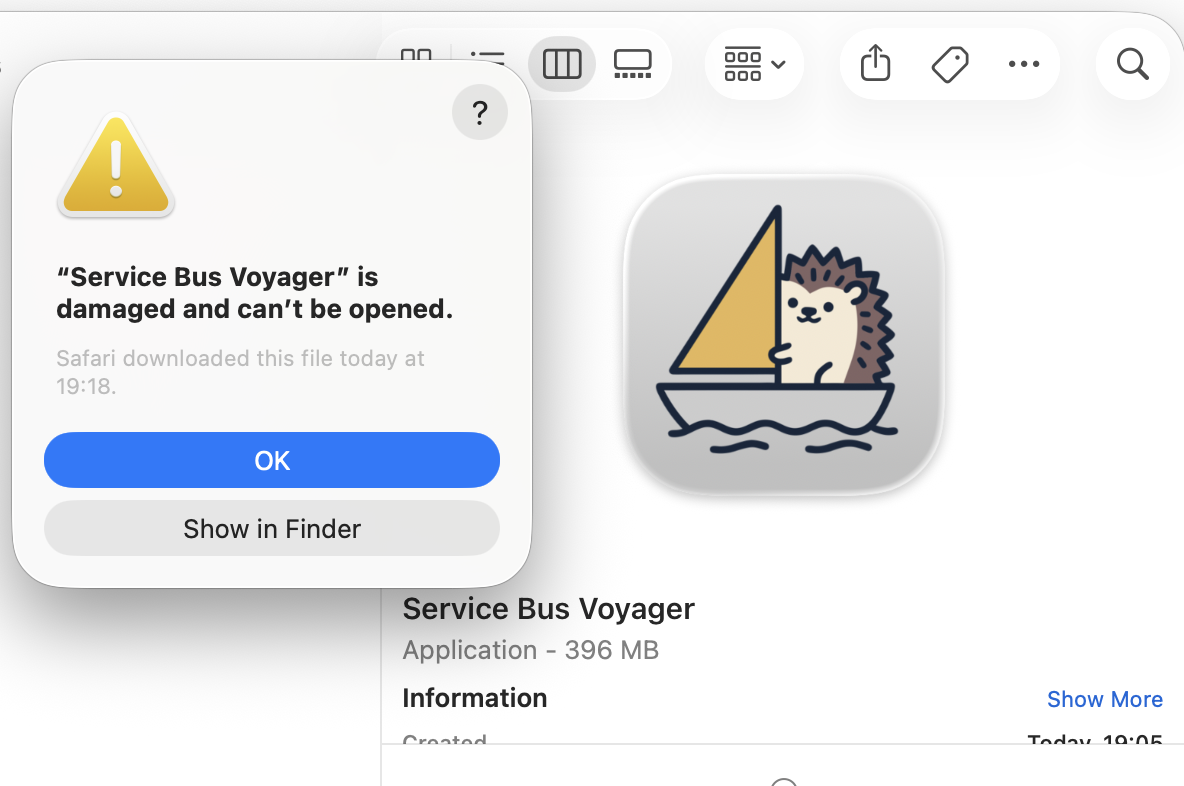 ?
“Service Bus Voyager” is
damaged and can’t be opened.
Safari downloaded this file today at
19:18.
OK
Show in Finder
Service Bus Voyager
Application - 396 MB
Information
Show More
Created
Today, 19:05